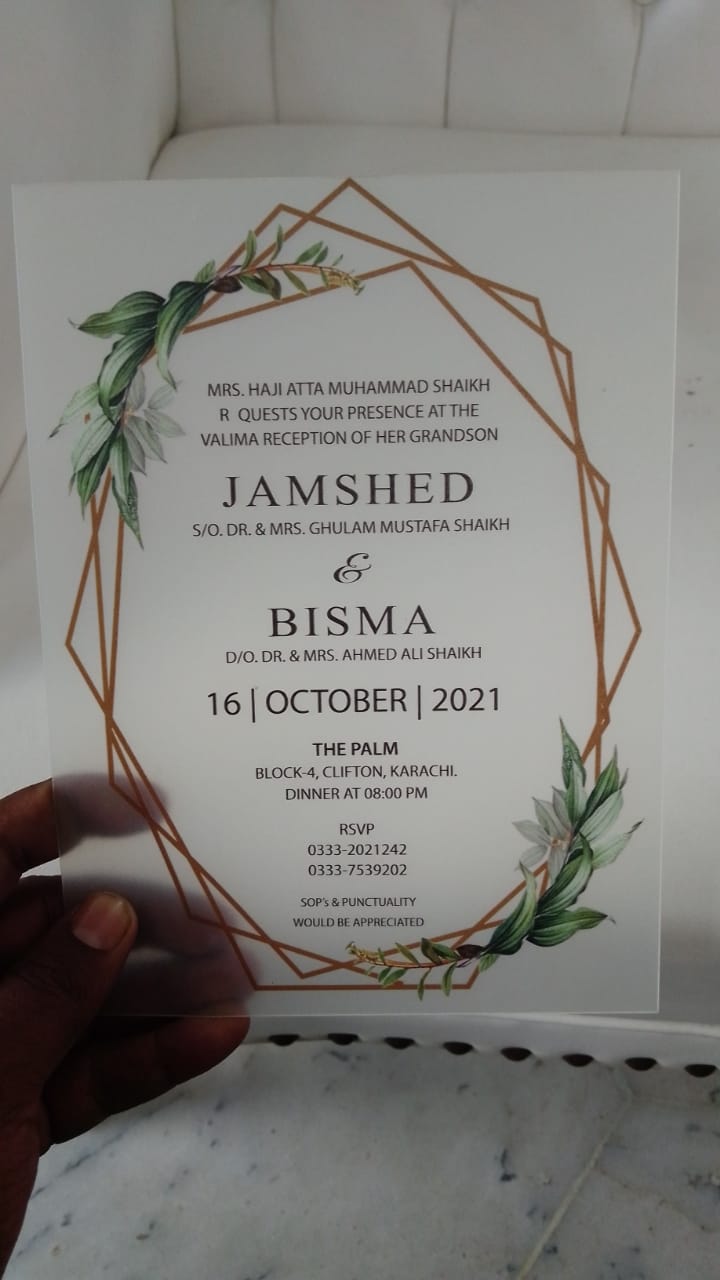 MRS. HAJI ATTA MUHAMMAD SHAIKH
R QUESTS YOUR PRESENCE AT THE
VALIMA RECEPTION OF HER GRANDSON
JAMSHED
S/O. DR. & MRS. GHULAM MUSTAFA SHAIKH
&
BISMA
D/O. DR. & MRS. AHMED ALI SHAIKH
16 | OCTOBER | 2021
THE PALM
BLOCK-4, CLIFTON, KARACHI.
DINNER AT 08:00 PM
RSVP
0333-2021242
0333-7539202
SOP's & PUNCTUALITY
WOULD BE APPRECIATED